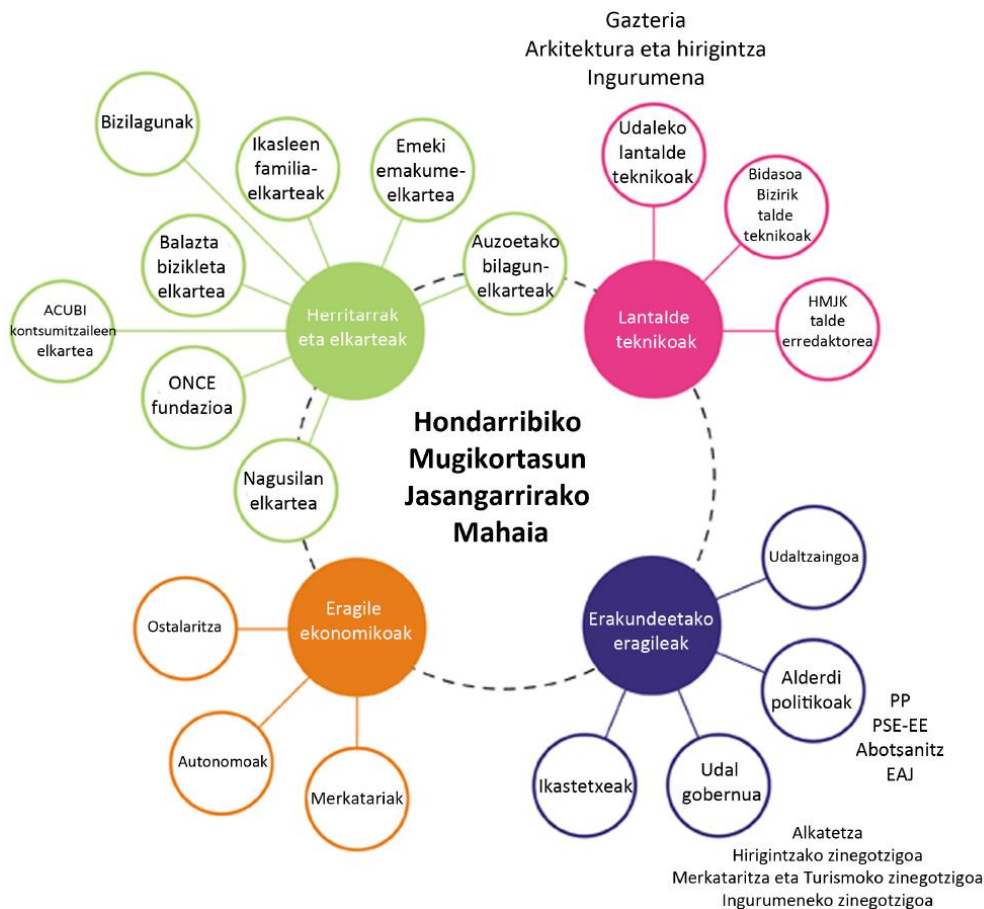 Gazteria
Arkitektura eta hirigintza
Ingurumena
Bizilagunak
Ikasleen
familia-
elkarteak
Emeki
emakume-
elkartea
Udaleko
lantalde
teknikoak
Bidasoa
Bizirik
talde
teknikoak
Balazta
bizikleta
elkartea
Auzoetako
bilagun-
elkarteak
ACUBI
kontsumitzaileen
elkartea
Herritarrak
eta elkarteak
Lantalde
teknikoak
HMJK
talde
erredaktorea
ONCE
fundazioa
Nagusilan
elkartea
Hondarribiko
Mugikortasun
Jasangarrirako
Mahaia
Udaltzaingoa
Ostalaritza
Eragile
ekonomikoak
Erakundeetako
eragileak
Alderdi
politikoak
PP
PSE-EE
Abotsanitz
EAJ
Autonomoak
Merkatariak
Ikastetxeak
Udal
gobernua
Alkatetza
Hirigintzako zinegotzigoa
Merkataritza eta Turismoko zinegotzigoa
Ingurumeneko zinegotzigoa